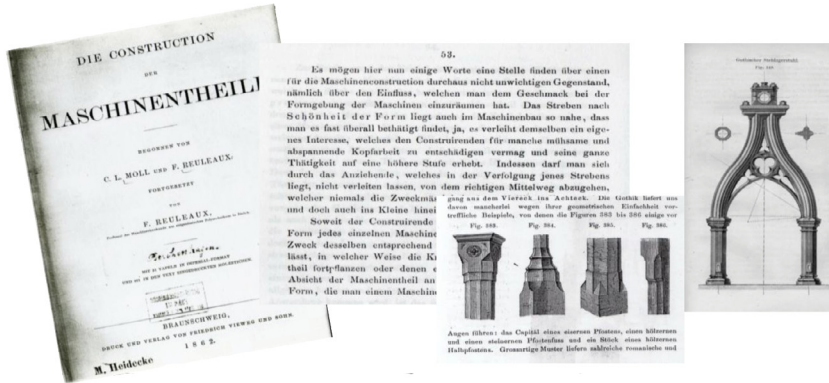 DIE CONSTRUCTION
DER
MASCHINENTHEILE
BEGONNEN VON
C. L. MOLL UND F. REULEAUX,
FORTGESETZT
VON
F. REULEAUX,
MIT
BRAUNSCHWEIG,
DRUCK UND VERLAG VON FRIEDRICH VIEWEG UND SOHN.
1862.
M. Heidecke
53.
Es mögen hier nun einige Worte eine Stelle finden über einen
für die Maschinenconstruction durchaus nicht unwichtigen Gegenstand,
nämlich über den Einfluss, welchen man dem Geschmack bei der
Formgebung der Maschinen einzuräumen hat. Das Streben nach
Schönheit der Form liegt auch im Maschinenbau so nahe, dass
man es fast überall bethätigt findet, ja, es verleiht demselben ein eige-
nes Interesse, welches den Construirenden für manche mühsame und
abspannende Kopfarbeit zu entschädigen vermag und seine ganze
Thätigkeit auf eine höhere Stufe erhebt. Indessen darf man sich
durch das Anziehende, welches in der Verfolgung jenes Strebens
liegt, nicht verleiten lassen, von dem richtigen Mittelweg abzugehen,
welcher niemals die Zweckmäs
und doch auch ins Kleine hinei
Soweit der Construirende
Form jedes einzelnen Maschine
Zweck desselben entsprechend
lässt, in welcher Weise die Kr
theil fortpflanzen oder denen e
Absicht der Maschinentheil an
Form, die man einem Maschin
gang aus dem Viereck ins Achteck. Die Gothik liefert uns
davon mancherlei wegen ihrer geometrischen Einfachheit vor-
treffliche Beispiele, von denen die Figuren 383 bis 386 einige vor
Fig. 383. Fig. 384. Fig. 385. Fig. 386.
Augen führen: das Capitäl eines eisernen Pfostens, einen hölzernen
und einen steinernen Pfostenfuss und ein Stück eines hölzernen
Halbpfostens. Grossartige Muster liefern zahlreiche romanische und